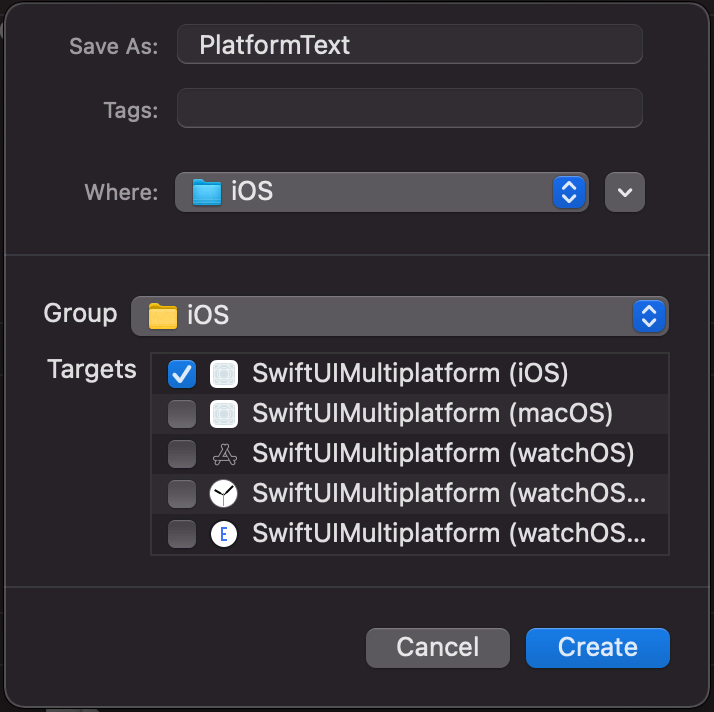 Save As: PlatformText
Tags:
Where: iOS
Group iOS
Targets SwiftUIMultiplatform (iOS)
SwiftUIMultiplatform (macOS)
SwiftUIMultiplatform (watchOS)
SwiftUIMultiplatform (watchOS...
E SwiftUIMultiplatform (watchOS...
Cancel Create